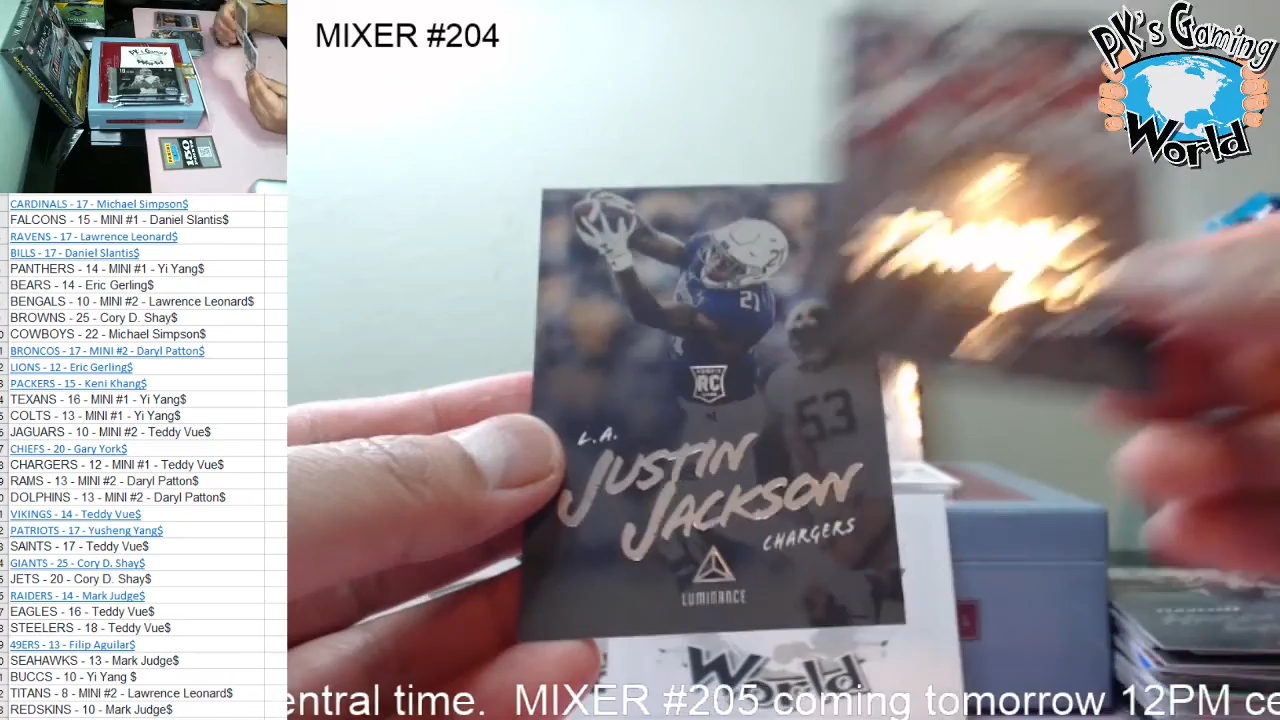 MIXER #204
PK's Gaming
World
CARDINALS - 17 - Michael Simpson$
FALCONS - 15 - MINI #1 - Daniel Slantis$
RAVENS - 17 - Lawrence Leonard$
BILLS - 17 - Daniel Slantis$
PANTHERS - 14 - MINI #1 - Yi Yang$
BEARS - 14 - Eric Gerling$
BENGALS - 10 - MINI #2 - Lawrence Leonard$
BROWNS - 25 - Cory D. Shay$
COWBOYS - 22 - Michael Simpson$
BRONCOS - 17 - MINI #2 - Daryl Patton$
LIONS - 12 - Eric Gerling$
PACKERS - 15 - Keni Khang$
TEXANS - 16 - MINI #1 - Yi Yang$
COLTS - 13 - MINI #1 - Yi Yang$
JAGUARS - 10 - MINI #2 - Teddy Vue$
CHIEFS - 20 - Gary York$
CHARGERS - 12 - MINI #1 - Teddy Vue$
RAMS - 13 - MINI #2 - Daryl Patton$
DOLPHINS - 13 - MINI #2 - Daryl Patton$
VIKINGS - 14 - Teddy Vue$
PATRIOTS - 17 - Yusheng Yang$
SAINTS - 17 - Teddy Vue$
GIANTS - 25 - Cory D. Shay$
JETS - 20 - Cory D. Shay$
RAIDERS - 14 - Mark Judge$
EAGLES - 16 - Teddy Vue$
STEELERS - 18 - Teddy Vue$
49ERS - 13 - Filip Aguilar$
SEAHAWKS - 13 - Mark Judge$
BUCCS - 10 - Yi Yang $
TITANS - 8 - MINI #2 - Lawrence Leonard$
REDSKINS - 10 - Mark Judge$
21
RC
53
L.A.
JUSTIN
JACKSON
CHARGERS
LUMINANCE
World
entral time. MIXER #205 coming tomorrow 12PM ce